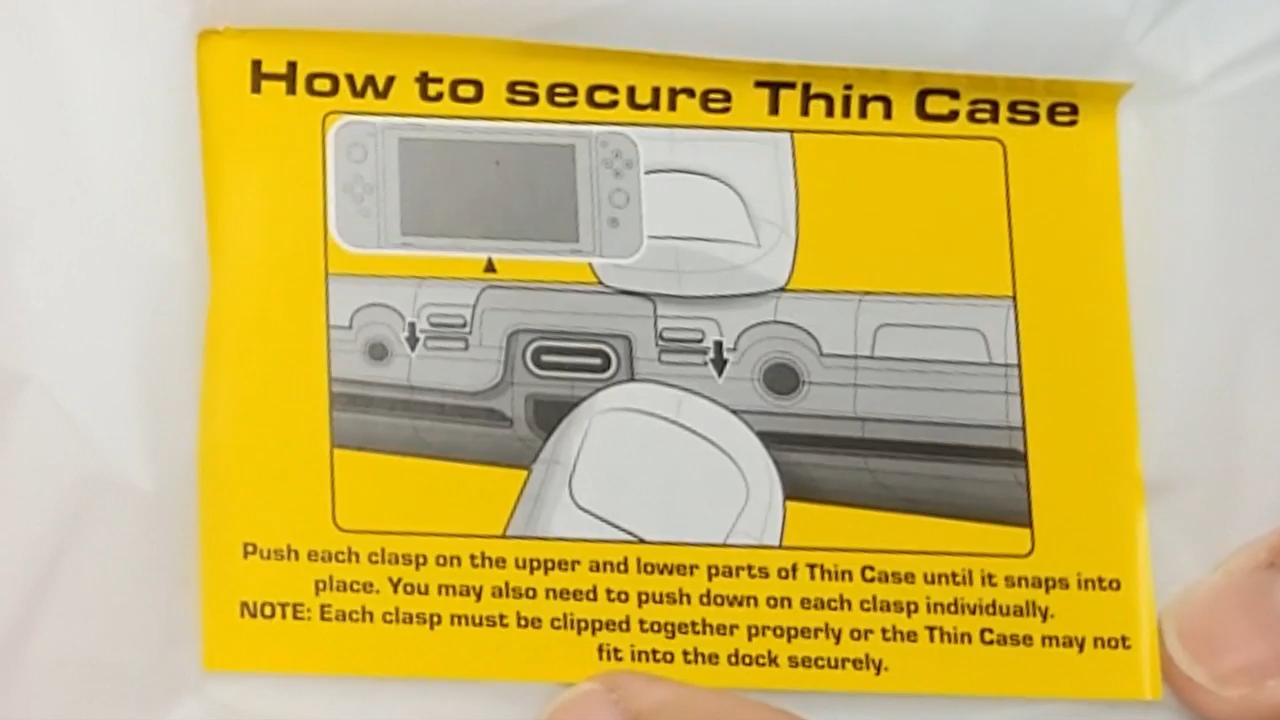 How to secure Thin Case
Push each clasp on the upper and lower parts of Thin Case until it snaps into
place. You may also need to push down on each clasp individually.
NOTE: Each clasp must be clipped together properly or the Thin Case may not
fit into the dock securely.